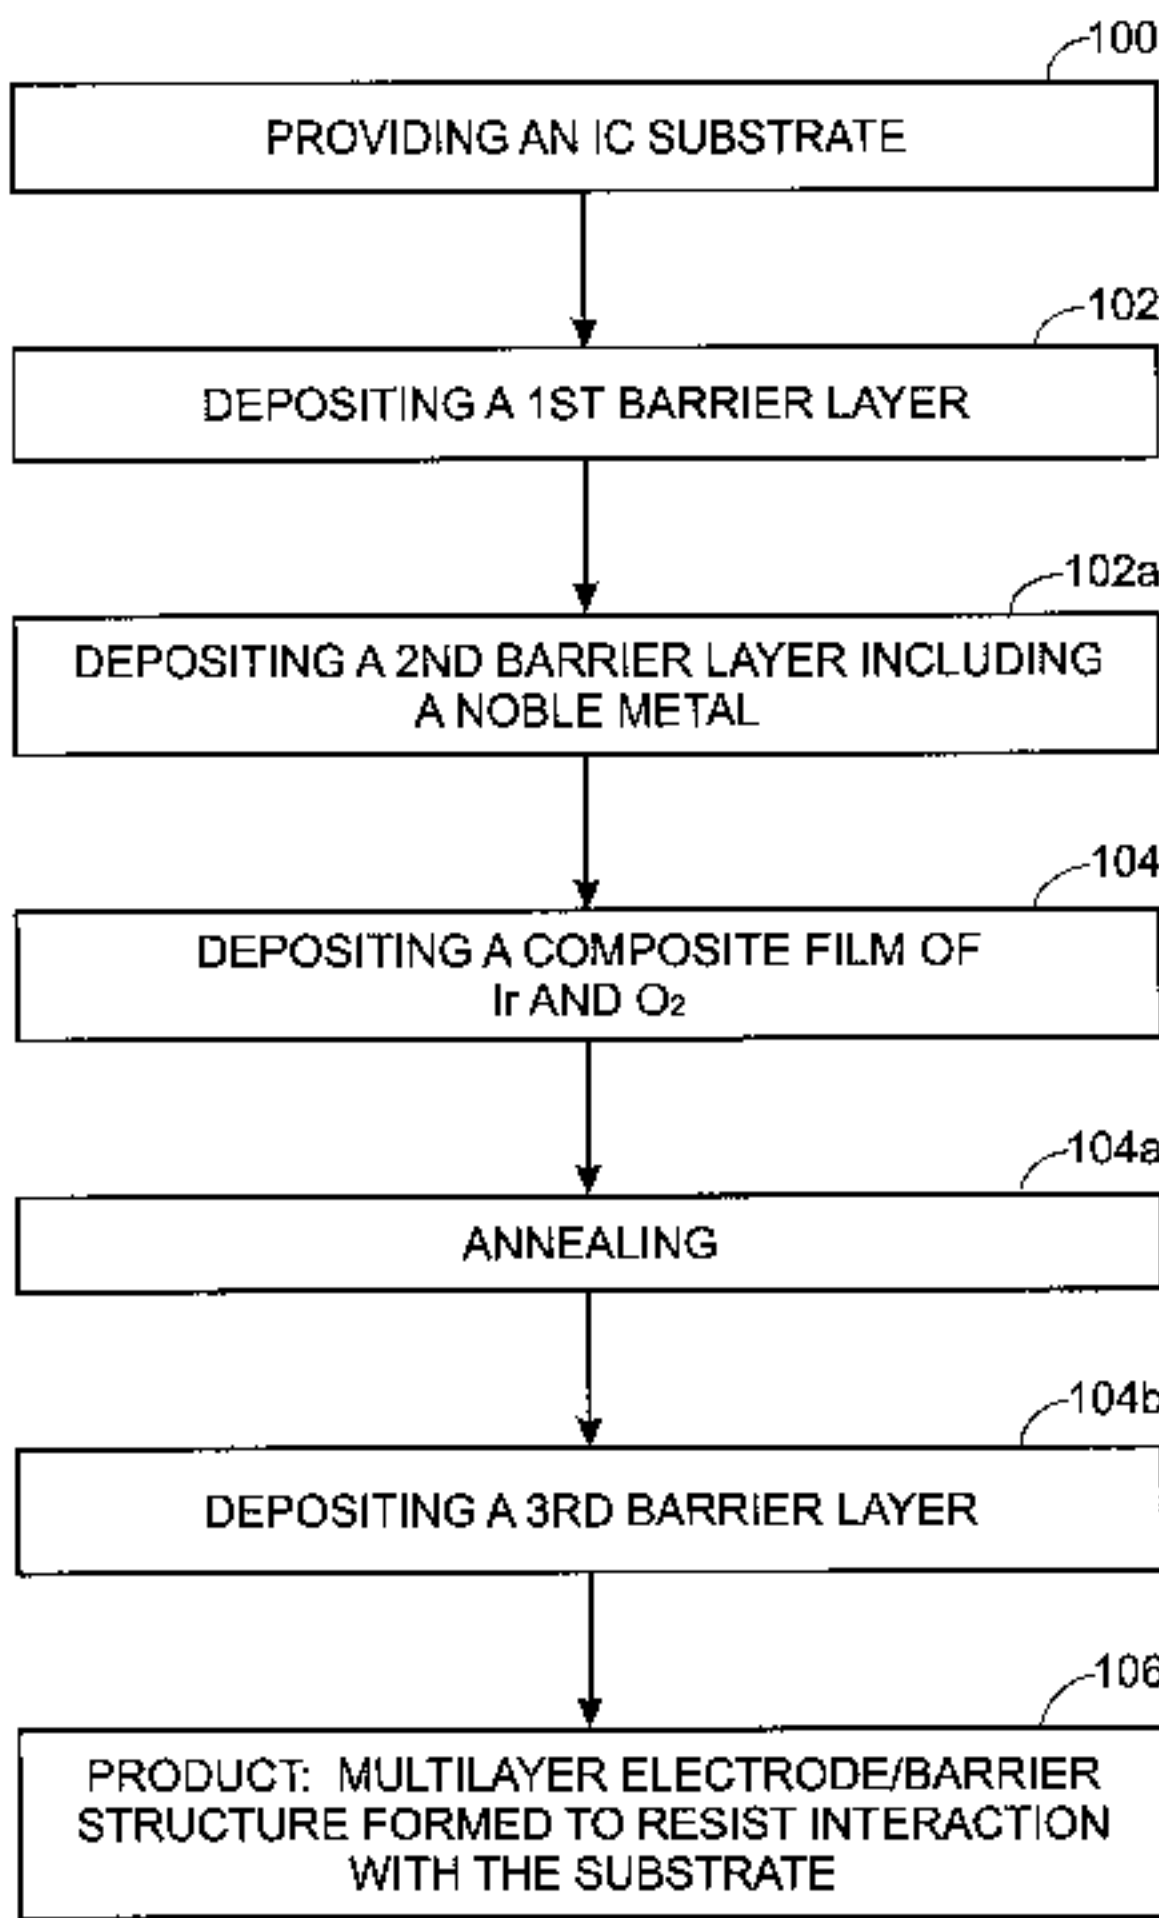 100
PROVIDING AN IC SUBSTRATE
102
DEPOSITING A 1ST BARRIER LAYER
102a
DEPOSITING A 2ND BARRIER LAYER INCLUDING
A NOBLE METAL
104
DEPOSITING A COMPOSITE FILM OF
Ir AND O₂
104a
ANNEALING
104b
DEPOSITING A 3RD BARRIER LAYER
106
PRODUCT: MULTILAYER ELECTRODE/BARRIER
STRUCTURE FORMED TO RESIST INTERACTION
WITH THE SUBSTRATE